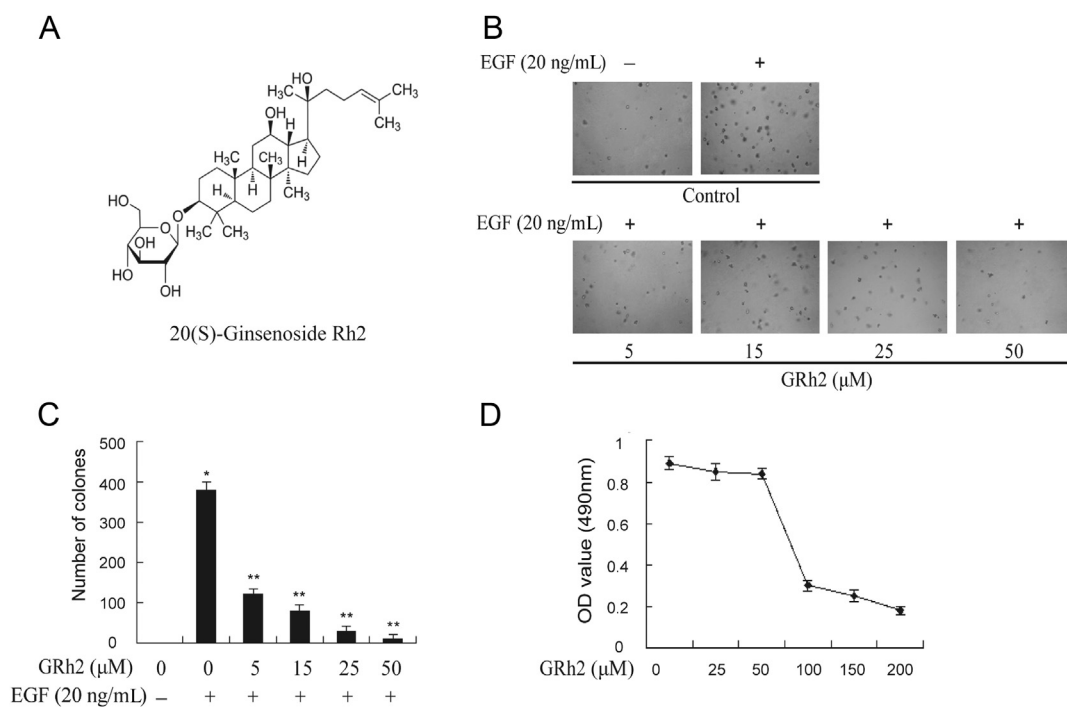 A
HO
H₃C
CH₃
CH₃
OH
H
H
H₃C
CH₃
H
H
CH₃
HO
O
H₃C
CH₃
O
OH
HO
OH
20(S)-Ginsenoside Rh2
B
EGF (20 ng/mL) – +
Control
EGF (20 ng/mL) + + + +
5 15 25 50
GRh2 (μM)
C
Number of colones
500
400
300
200
100
0
*
**
**
**
**
GRh2 (μM) 0 0 5 15 25 50
EGF (20 ng/mL) – + + + + +
D
OD value (490nm)
1
0.8
0.6
0.4
0.2
0
GRh2 (μM) 0 25 50 100 150 200